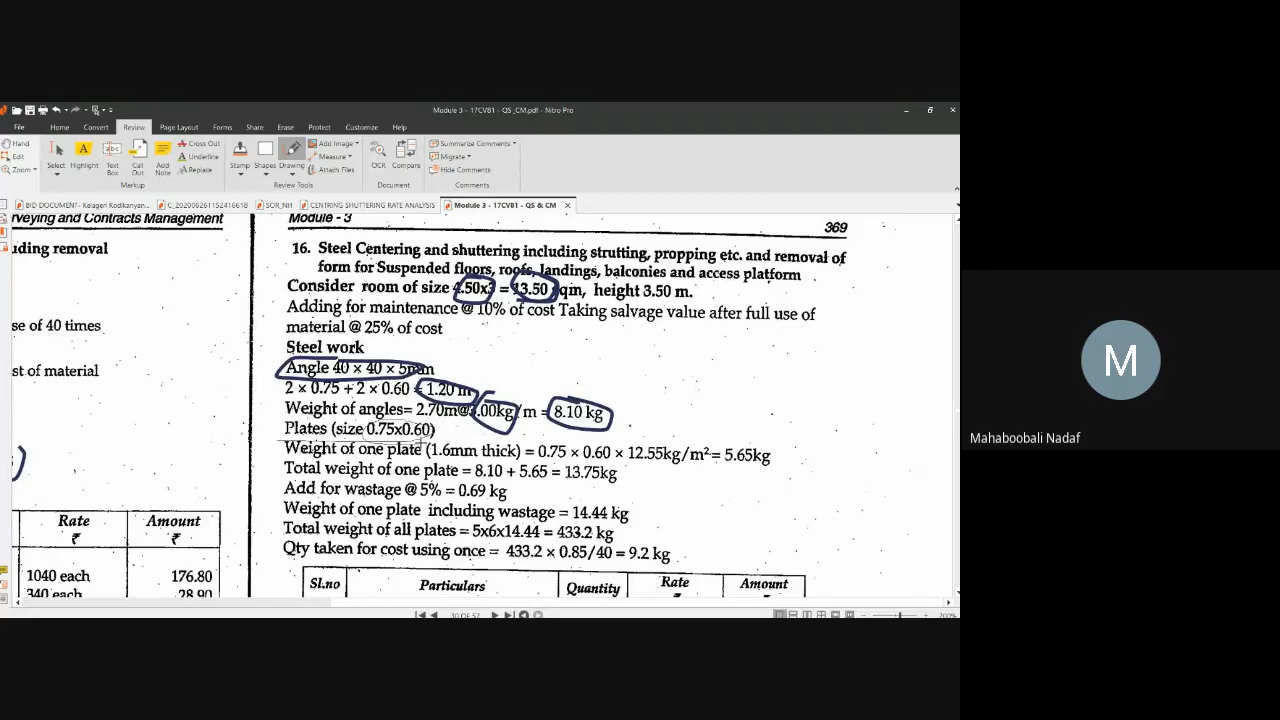 Module 3 - 17CV81 - QS_CM.pdf - Nitro Pro
File Home Convert Review Page Layout Forms Share Erase Protect Customize Help
Hand
Edit
Zoom
Select
Highlight
Text Box
Call Out
Add Note
Cross Out
Underline
Replace
Markup
Stamp
Shapes
Drawing
Add Image
Measure
Attach Files
Review Tools
OCR
Compare
Document
Summarize Comments
Migrate
Hide Comments
Comments
BID DOCUMENT- Kelageri Kodikanyan...
C_202006261152416618
SOR_NH
CENTRING SHUTTERING RATE ANALYSIS
Module 3 - 17CV81 - QS & CM
rveying and Contracts Management
ding removal
se of 40 times
st of material
Rate ₹ Amount ₹
1040 each 176.80
340 each 28.90
Module - 3
369
16. Steel Centering and shuttering including strutting, propping etc. and removal of
form for Suspended floors, roofs, landings, balconies and access platform
Consider room of size 4.50x3 = 13.50 sqm, height 3.50 m.
Adding for maintenance @ 10% of cost Taking salvage value after full use of
material @ 25% of cost
Steel work
Angle 40 × 40 × 5mm
2 × 0.75 + 2 × 0.60 = 1.20 m
Weight of angles= 2.70m@3.00kg/m = 8.10 kg
Plates (size 0.75x0.60)
Weight of one plate (1.6mm thick) = 0.75 × 0.60 × 12.55kg/m²= 5.65kg
Total weight of one plate = 8.10 + 5.65 = 13.75kg
Add for wastage @ 5% = 0.69 kg
Weight of one plate including wastage = 14.44 kg
Total weight of all plates = 5x6x14.44 = 433.2 kg
Qty taken for cost using once = 433.2 × 0.85/40 = 9.2 kg
Sl.no Particulars Quantity Rate ₹ Amount ₹
30 OF 57
200%
M
Mahaboobali Nadaf